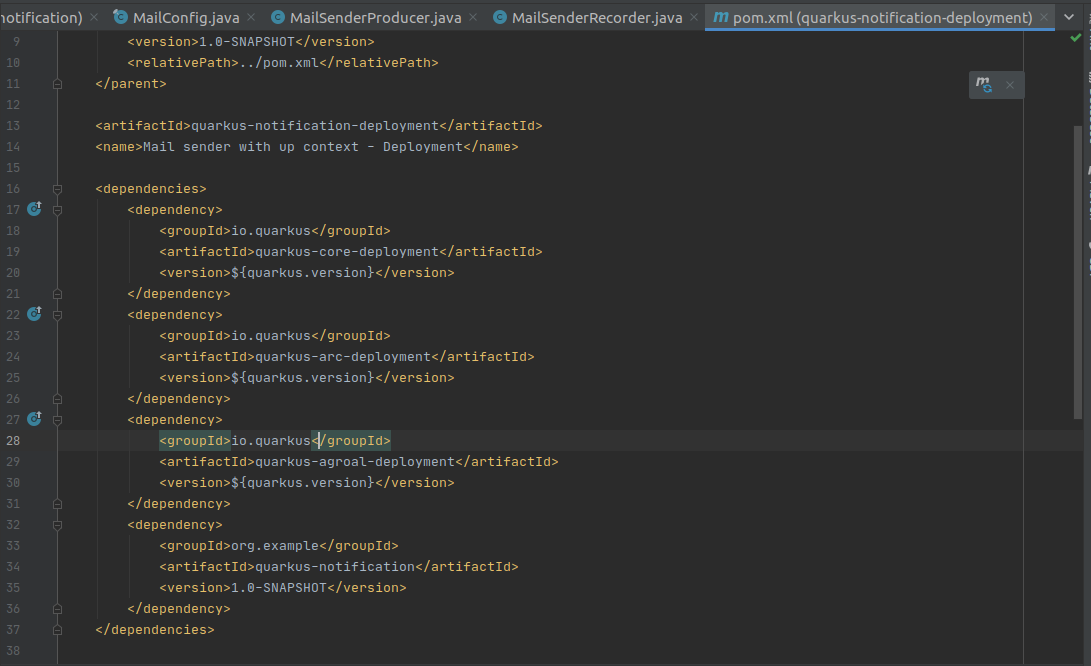 notification) MailConfig.java MailSenderProducer.java MailSenderRecorder.java pom.xml (quarkus-notification-deployment)
9 <version>1.0-SNAPSHOT</version>
10 <relativePath>../pom.xml</relativePath>
11 </parent>
12
13 <artifactId>quarkus-notification-deployment</artifactId>
14 <name>Mail sender with up context - Deployment</name>
15
16 <dependencies>
17 <dependency>
18 <groupId>io.quarkus</groupId>
19 <artifactId>quarkus-core-deployment</artifactId>
20 <version>${quarkus.version}</version>
21 </dependency>
22 <dependency>
23 <groupId>io.quarkus</groupId>
24 <artifactId>quarkus-arc-deployment</artifactId>
25 <version>${quarkus.version}</version>
26 </dependency>
27 <dependency>
28 <groupId>io.quarkus</groupId>
29 <artifactId>quarkus-agroal-deployment</artifactId>
30 <version>${quarkus.version}</version>
31 </dependency>
32 <dependency>
33 <groupId>org.example</groupId>
34 <artifactId>quarkus-notification</artifactId>
35 <version>1.0-SNAPSHOT</version>
36 </dependency>
37 </dependencies>
38